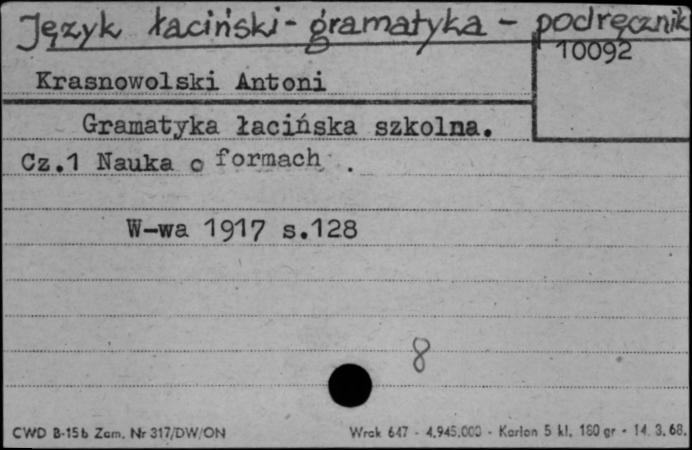 Język łaciński - gramatyka - podręcznik
10092
Krasnowolski Antoni
Gramatyka łacińska szkolna.
Cz.1 Nauka o formach .
W-wa 1917 s.128
8
CWD B-15b Zam. Nr 317/DW/ON Wrak 647 - 4.945.000 - Karton 5 kl. 180 gr - 14. 3. 68.